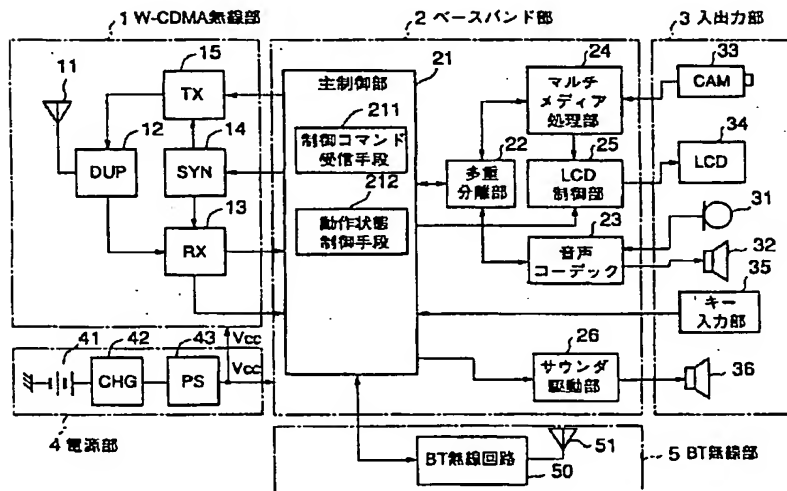 1 W-CDMA無線部
2 ベースバンド部
3 入出力部
11
15
TX
12
DUP
14
SYN
13
RX
21
主制御部
211
制御コマンド
受信手段
212
動作状態
制御手段
24
マルチ
メディア
処理部
22
多重
分離部
25
LCD
制御部
23
音声
コーデック
26
サウンダ
駆動部
33
CAM
34
LCD
31
32
35
キー
入力部
36
41
42
CHG
43
PS
Vcc
Vcc
4 電源部
BT無線回路
50
51
5 BT無線部